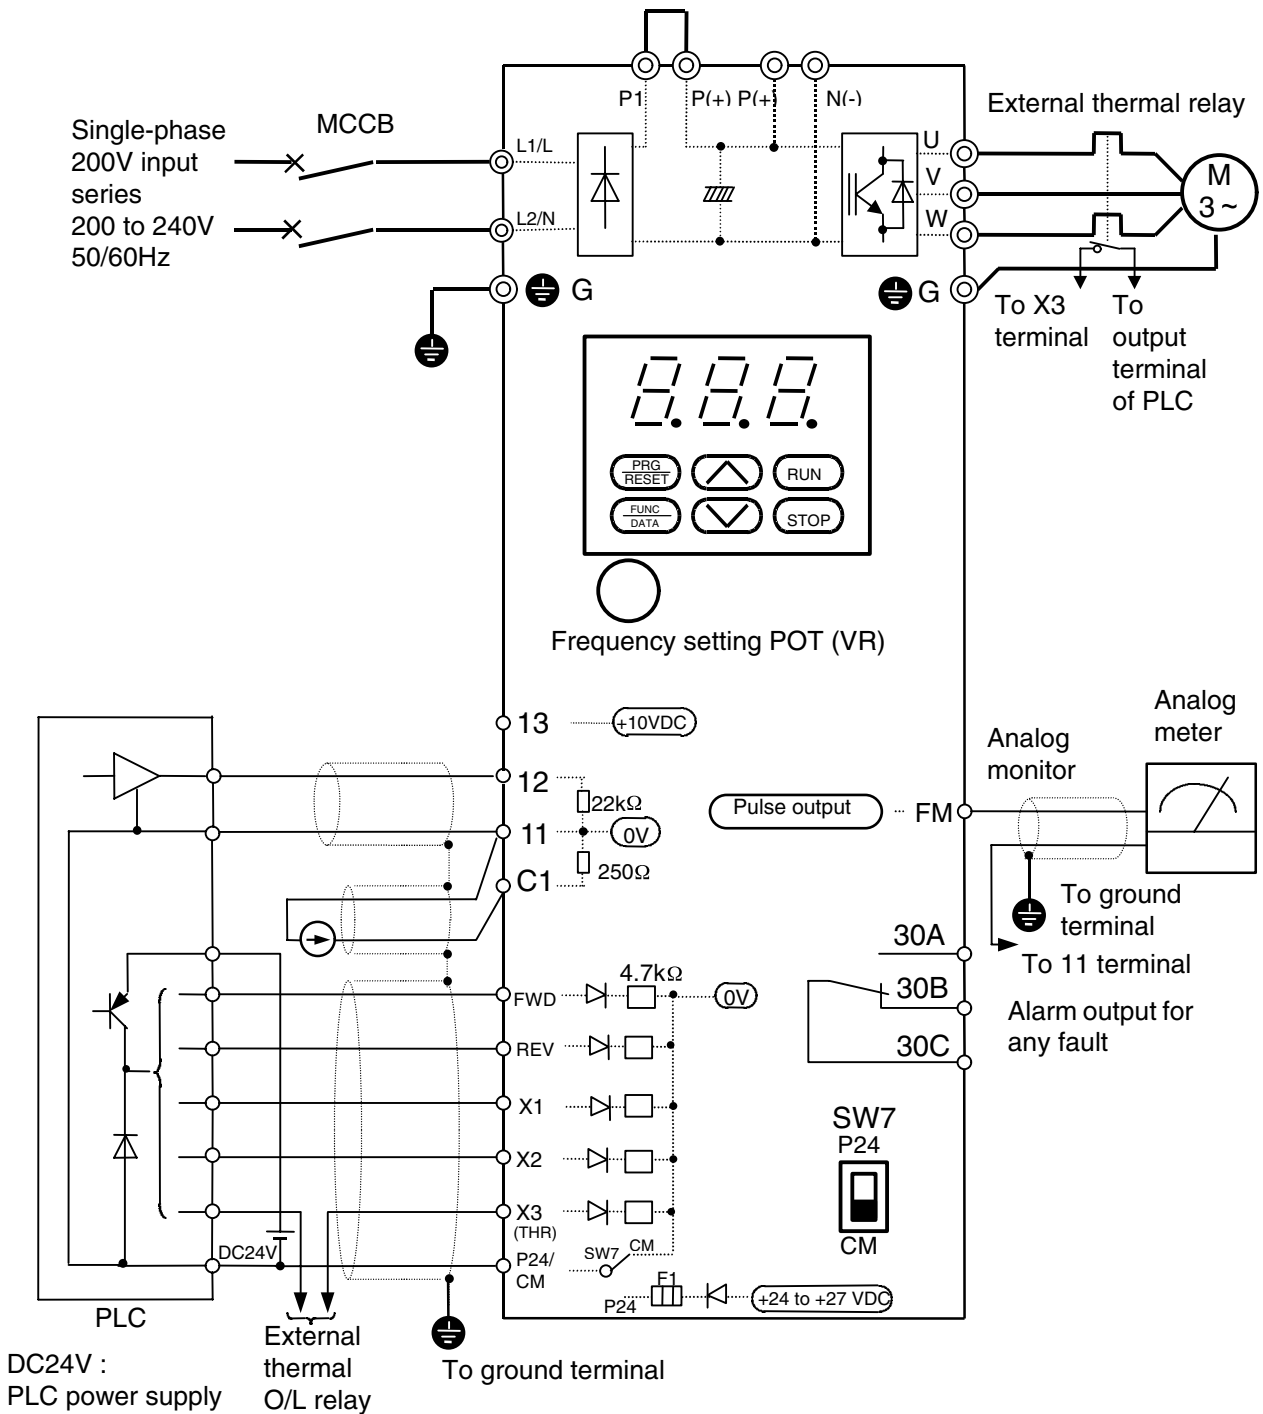 P1
P(+)
P(+)
N(-)
Single-phase
200V input
series
200 to 240V
50/60Hz
MCCB
L1/L
L2/N
G
U
V
W
G
External thermal relay
M
3 ~
To X3
terminal
To
output
terminal
of PLC
8.8.8.
PRG
RESET
RUN
FUNC
DATA
STOP
Frequency setting POT (VR)
13
+10VDC
12
22kΩ
11
0V
250Ω
C1
Pulse output
FM
Analog
monitor
Analog
meter
To ground
terminal
To 11 terminal
30A
30B
30C
Alarm output for
any fault
4.7kΩ
0V
FWD
REV
X1
X2
X3
(THR)
P24/
CM
SW7
CM
P24
F1
+24 to +27 VDC
SW7
P24
CM
DC24V
PLC
DC24V :
PLC power supply
External
thermal
O/L relay
To ground terminal